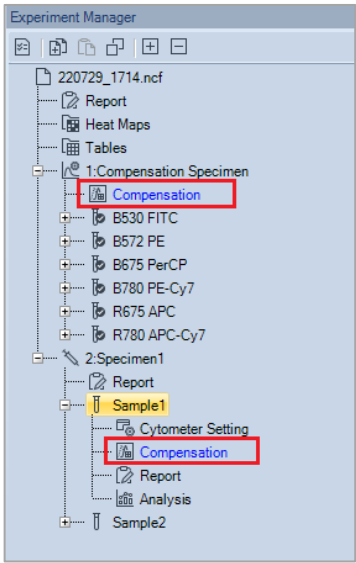 Experiment Manager
220729_1714.ncf
Report
Heat Maps
Tables
1:Compensation Specimen
Compensation
B530 FITC
B572 PE
B675 PerCP
B780 PE-Cy7
R675 APC
R780 APC-Cy7
2:Specimen1
Report
Sample1
Cytometer Setting
Compensation
Report
Analysis
Sample2